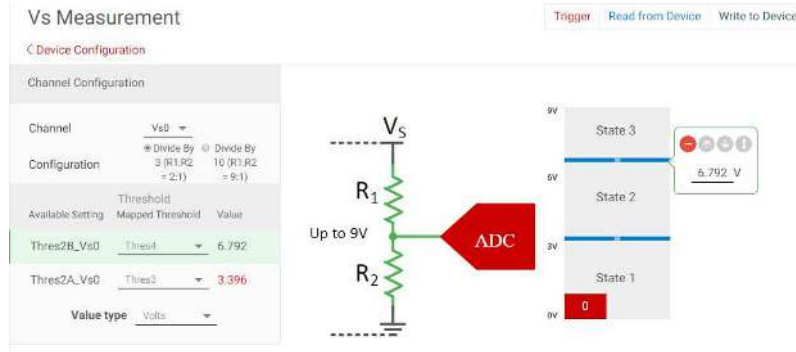 Vs Measurement
Trigger Read from Device Write to Device
< Device Configuration
Channel Configuration
Channel Vs0
Configuration
Divide By 3 (R1:R2 = 2:1)
Divide By 10 (R1:R2 = 9:1)
Threshold
Available Setting Mapped Threshold Value
Thres2B_Vs0 Thres4 6.792
Thres2A_Vs0 Thres3 3.396
Value type Volts
VS
R1
Up to 9V
R2
ADC
9V
State 3
6V
State 2
3V
State 1
0V
0
6.792 V